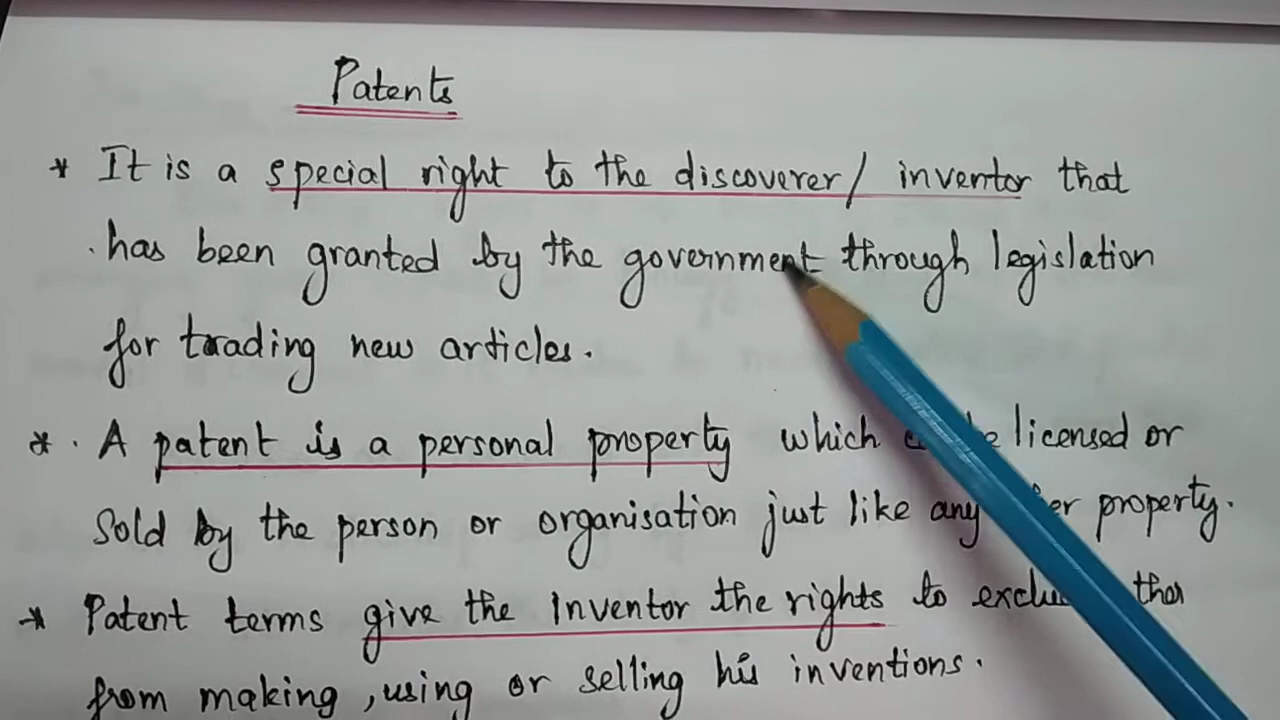 Patents
* It is a special right to the discoverer/ inventor that
has been granted by the government through legislation
for trading new articles.
* . A patent is a personal property which licensed or
sold by the person or organisation just like any property.
* Patent terms give the Inventor the rights to
from making, using or selling his inventions.